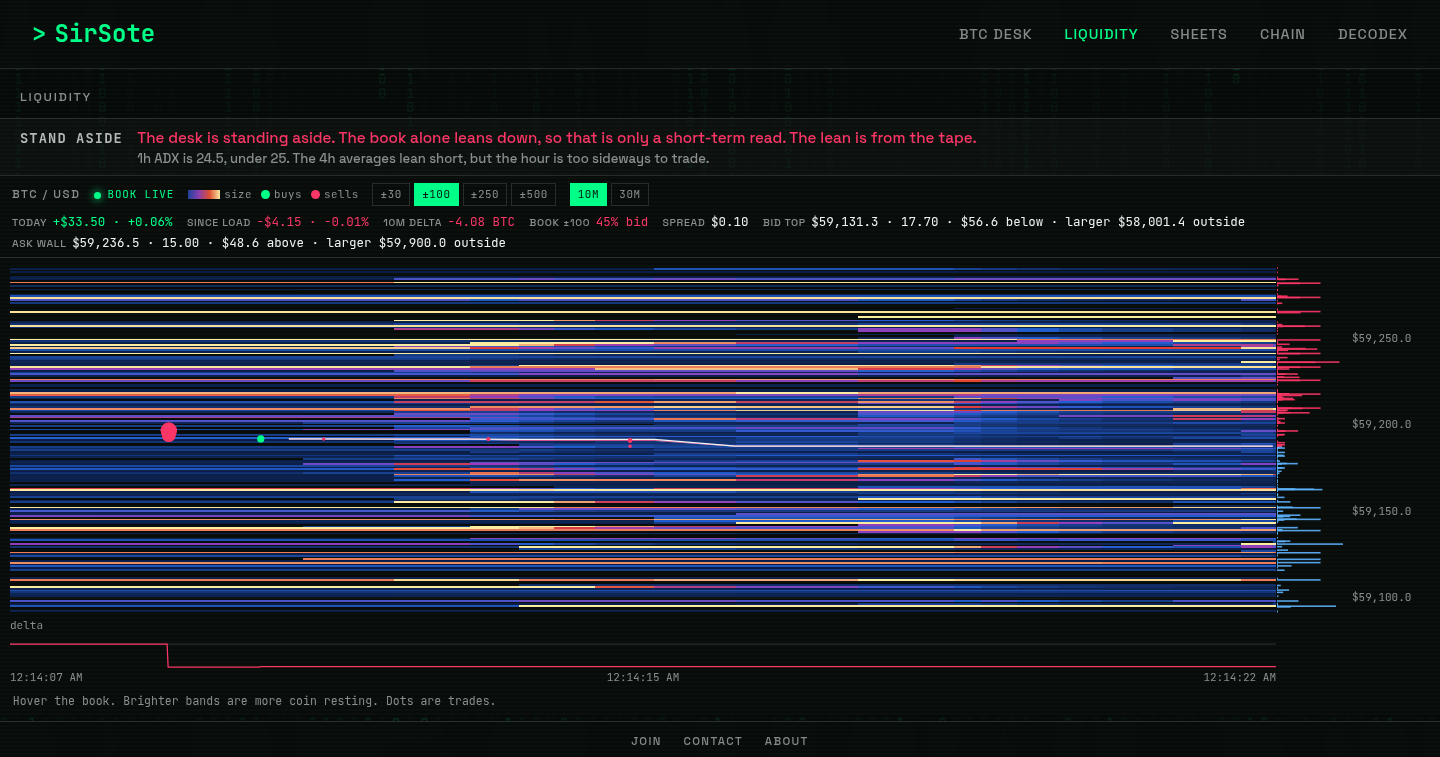 > SirSote
BTC DESK LIQUIDITY SHEETS CHAIN DECODEX
LIQUIDITY
STAND ASIDE The desk is standing aside. The book alone leans down, so that is only a short-term read. The lean is from the tape.
1h ADX is 24.5, under 25. The 4h averages lean short, but the hour is too sideways to trade.
BTC / USD BOOK LIVE size buys sells ±30 ±100 ±250 ±500 10M 30M
TODAY +$33.50 · +0.06% SINCE LOAD -$4.15 · -0.01% 10M DELTA -4.08 BTC BOOK ±100 45% bid SPREAD $0.10 BID TOP $59,131.3 · 17.70 · $56.6 below · larger $58,001.4 outside
ASK WALL $59,236.5 · 15.00 · $48.6 above · larger $59,900.0 outside
$59,250.0
$59,200.0
$59,150.0
$59,100.0
delta
12:14:07 AM 12:14:15 AM 12:14:22 AM
Hover the book. Brighter bands are more coin resting. Dots are trades.
JOIN CONTACT ABOUT